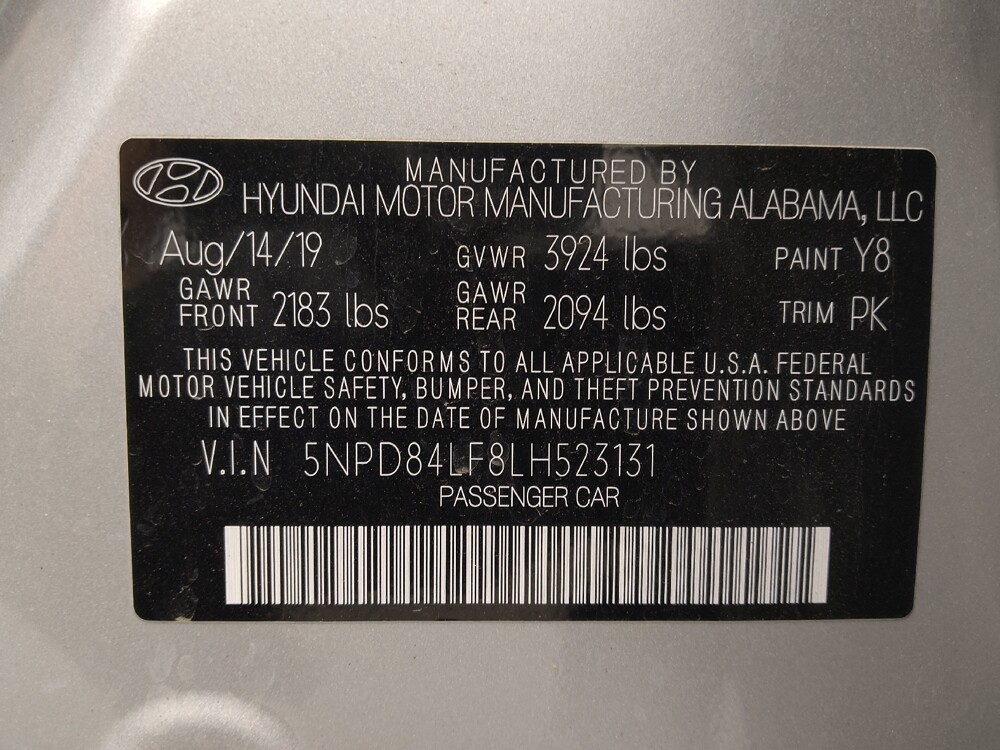 MANUFACTURED BY
HYUNDAI MOTOR MANUFACTURING ALABAMA, LLC
Aug/14/19 GVWR 3924 lbs PAINT Y8
GAWR FRONT 2183 lbs GAWR REAR 2094 lbs TRIM PK
THIS VEHICLE CONFORMS TO ALL APPLICABLE U.S.A. FEDERAL
MOTOR VEHICLE SAFETY, BUMPER, AND THEFT PREVENTION STANDARDS
IN EFFECT ON THE DATE OF MANUFACTURE SHOWN ABOVE
V.I.N 5NPD84LF8LH523131
PASSENGER CAR